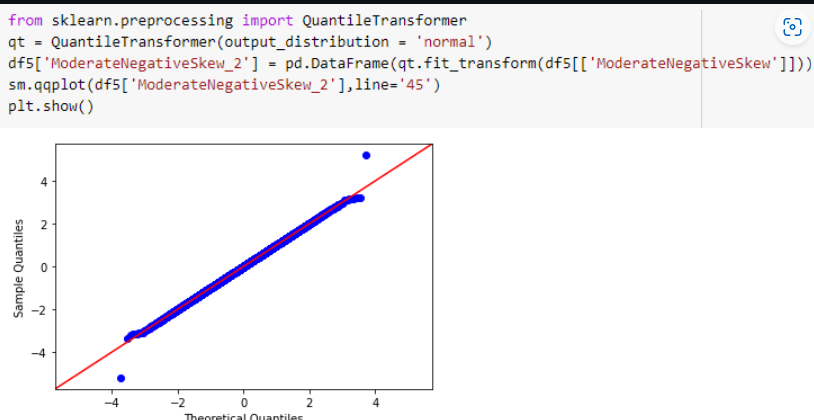 from sklearn.preprocessing import QuantileTransformer
qt = QuantileTransformer(output_distribution = 'normal')
df5['ModerateNegativeSkew_2'] = pd.DataFrame(qt.fit_transform(df5[['ModerateNegativeSkew']]))
sm.qqplot(df5['ModerateNegativeSkew_2'],line='45')
plt.show()
4
2
0
−2
−4
Sample Quantiles
−4 −2 0 2 4
Theoretical Quantiles